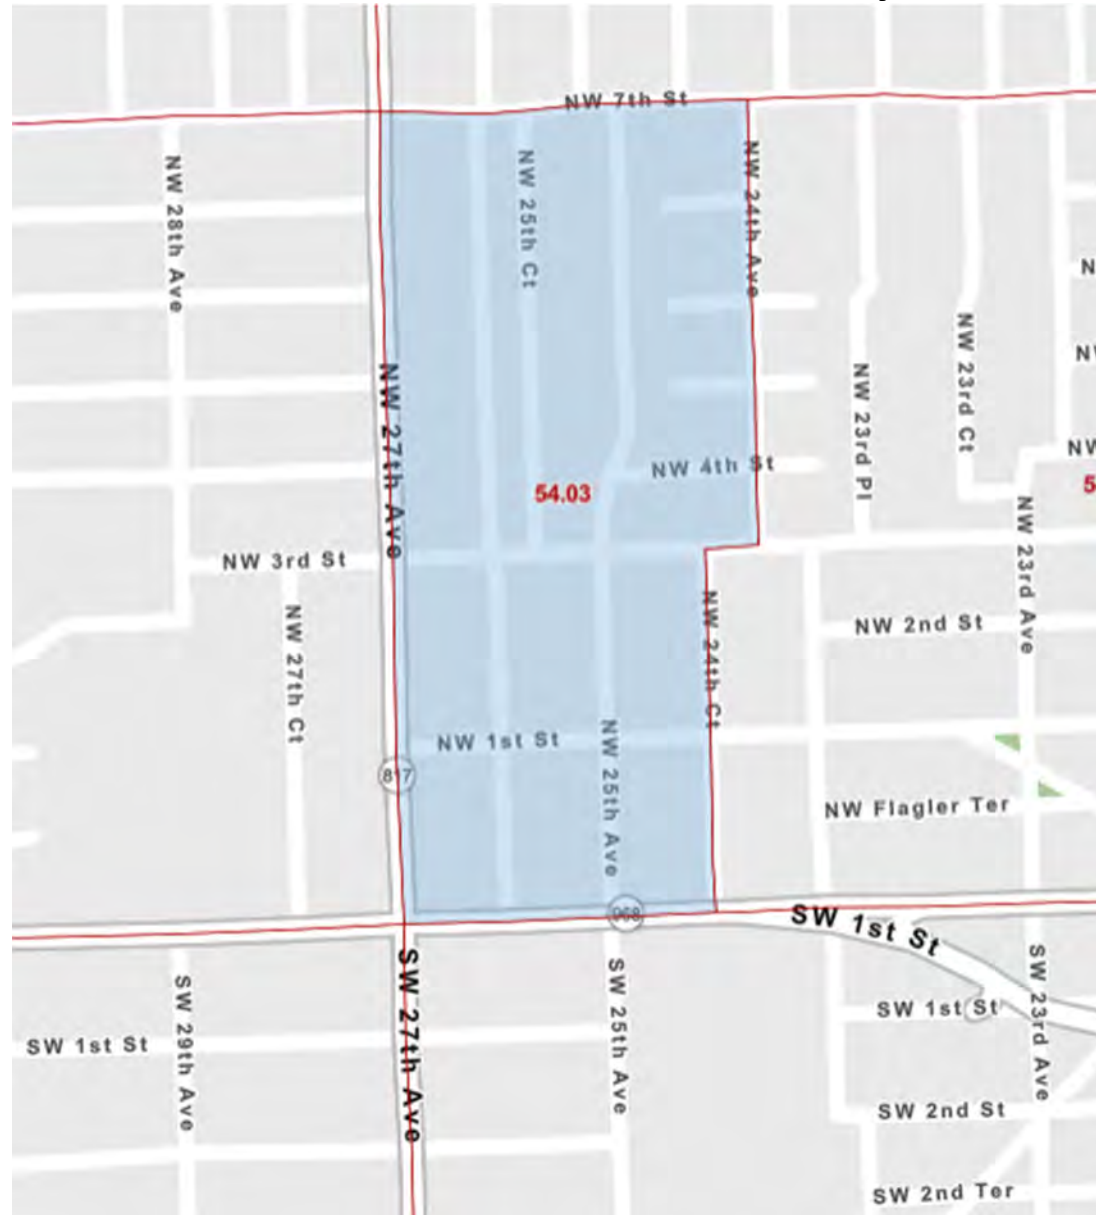 NW 7th St
NW 28th Ave
NW 25th Ct
NW 24th Ave
N
NW 23rd Ct
NW
NW 27th Ave
NW 23rd Pl
NW
NW 4th St
54.03
5
NW 23rd Ave
NW 3rd St
NW 27th Ct
NW 24th Ct
NW 2nd St
NW 1st St
NW 25th Ave
817
NW Flagler Ter
968
SW 1st St
SW 27th Ave
SW 29th Ave
SW 25th Ave
SW 23rd Ave
SW 1st St
SW 1st St
SW 2nd St
SW 2nd Ter